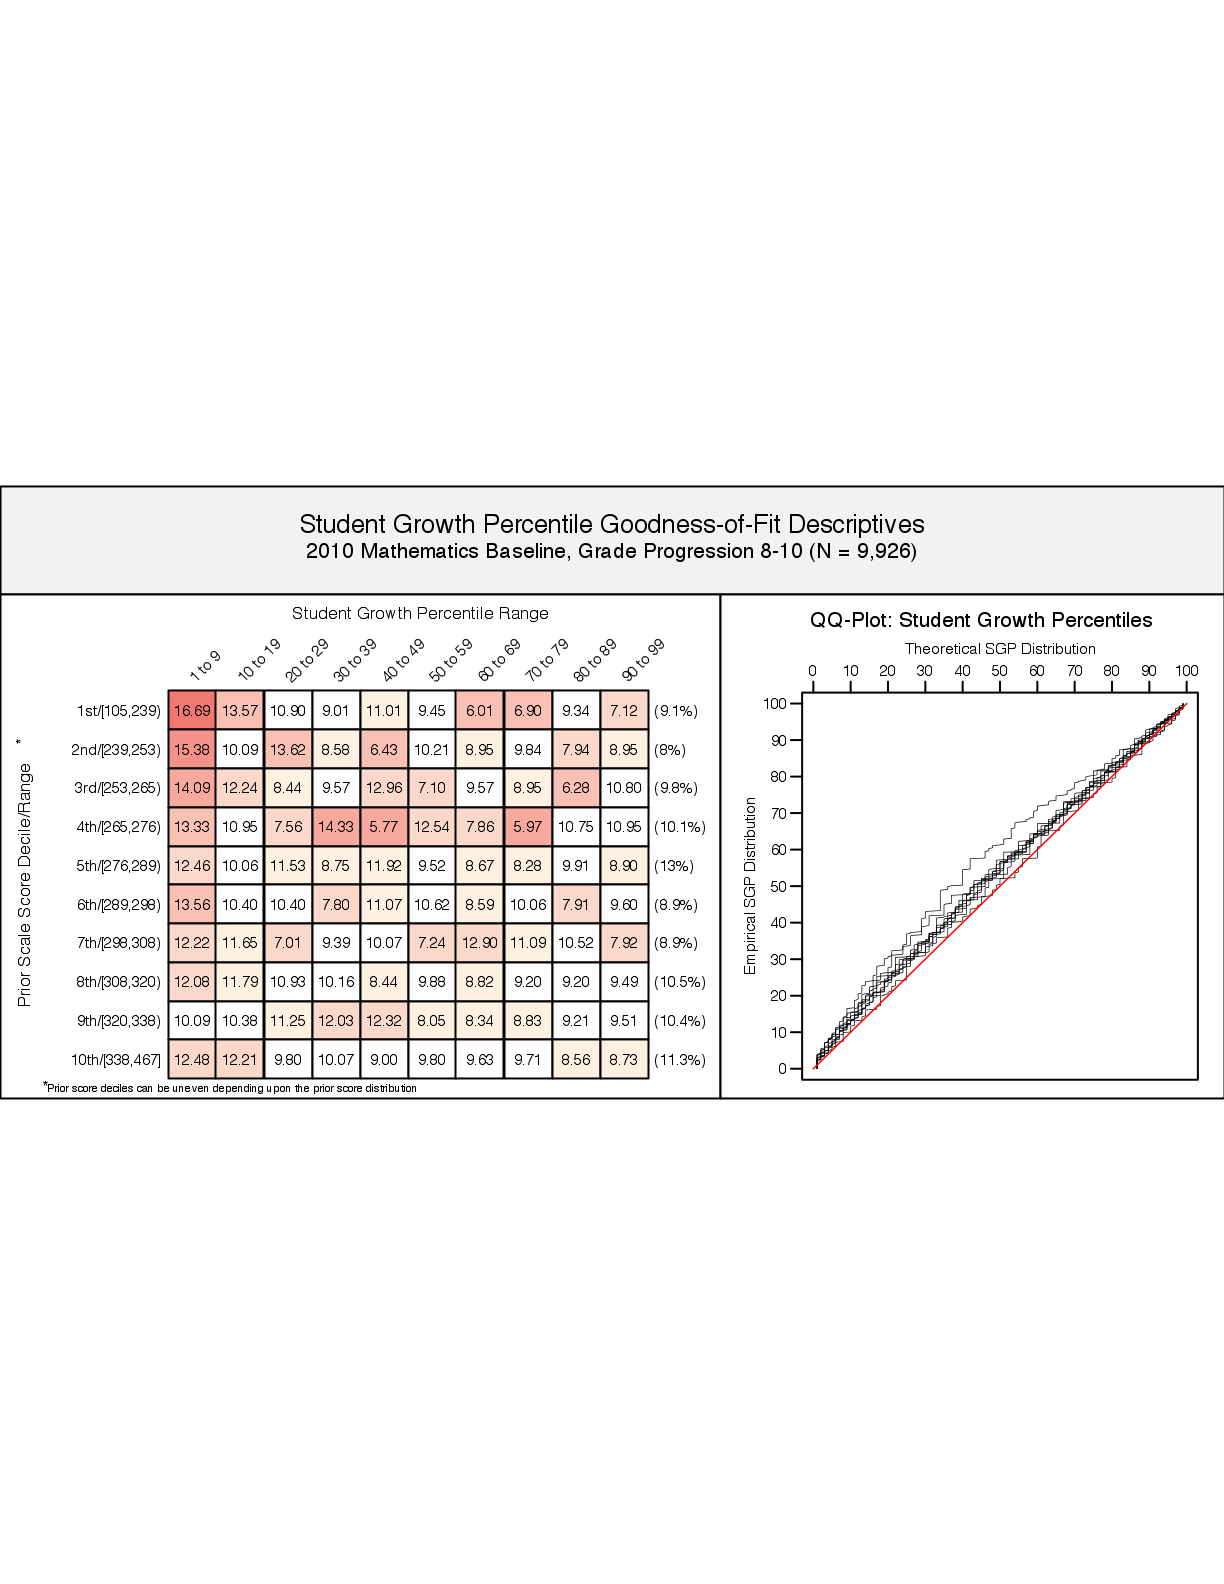 Student Growth Percentile Goodness-of-Fit Descriptives
2010 Mathematics Baseline, Grade Progression 8-10 (N = 9,926)
Student Growth Percentile Range
1 to 9 10 to 19 20 to 29 30 to 39 40 to 49 50 to 59 60 to 69 70 to 79 80 to 89 90 to 99
Prior Scale Score Decile/Range *
1st/[105,239) 16.69 13.57 10.90 9.01 11.01 9.45 6.01 6.90 9.34 7.12 (9.1%)
2nd/[239,253) 15.38 10.09 13.62 8.58 6.43 10.21 8.95 9.84 7.94 8.95 (8%)
3rd/[253,265) 14.09 12.24 8.44 9.57 12.96 7.10 9.57 8.95 6.28 10.80 (9.8%)
4th/[265,276) 13.33 10.95 7.56 14.33 5.77 12.54 7.86 5.97 10.75 10.95 (10.1%)
5th/[276,289) 12.46 10.06 11.53 8.75 11.92 9.52 8.67 8.28 9.91 8.90 (13%)
6th/[289,298) 13.56 10.40 10.40 7.80 11.07 10.62 8.59 10.06 7.91 9.60 (8.9%)
7th/[298,308) 12.22 11.65 7.01 9.39 10.07 7.24 12.90 11.09 10.52 7.92 (8.9%)
8th/[308,320) 12.08 11.79 10.93 10.16 8.44 9.88 8.82 9.20 9.20 9.49 (10.5%)
9th/[320,338) 10.09 10.38 11.25 12.03 12.32 8.05 8.34 8.83 9.21 9.51 (10.4%)
10th/[338,467] 12.48 12.21 9.80 10.07 9.00 9.80 9.63 9.71 8.56 8.73 (11.3%)
*Prior score deciles can be uneven depending upon the prior score distribution
QQ-Plot: Student Growth Percentiles
Theoretical SGP Distribution
0 10 20 30 40 50 60 70 80 90 100
Empirical SGP Distribution
100
90
80
70
60
50
40
30
20
10
0